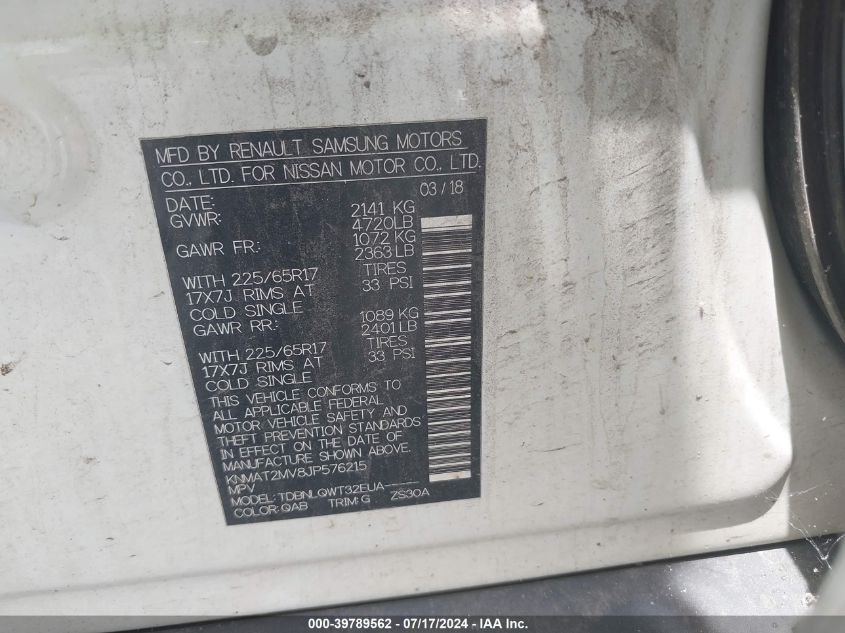 MFD BY RENAULT SAMSUNG MOTORS
CO., LTD. FOR NISSAN MOTOR CO., LTD.
DATE: 03 / 18
GVWR: 2141 KG
4720LB
GAWR FR.: 1072 KG
2363LB
WITH 225/65R17 TIRES
17X7J RIMS AT 33 PSI
COLD SINGLE
GAWR RR.: 1089 KG
2401LB
WITH 225/65R17 TIRES
17X7J RIMS AT 33 PSI
COLD SINGLE
THIS VEHICLE CONFORMS TO
ALL APPLICABLE FEDERAL
MOTOR VEHICLE SAFETY AND
THEFT PREVENTION STANDARDS
IN EFFECT ON THE DATE OF
MANUFACTURE SHOWN ABOVE.
KNMAT2MV8JP576215
MPV
MODEL: TDBNLQWT32EUA-----
COLOR: QAB TRIM: G ZS30A
000-39789562 - 07/17/2024 - IAA Inc.